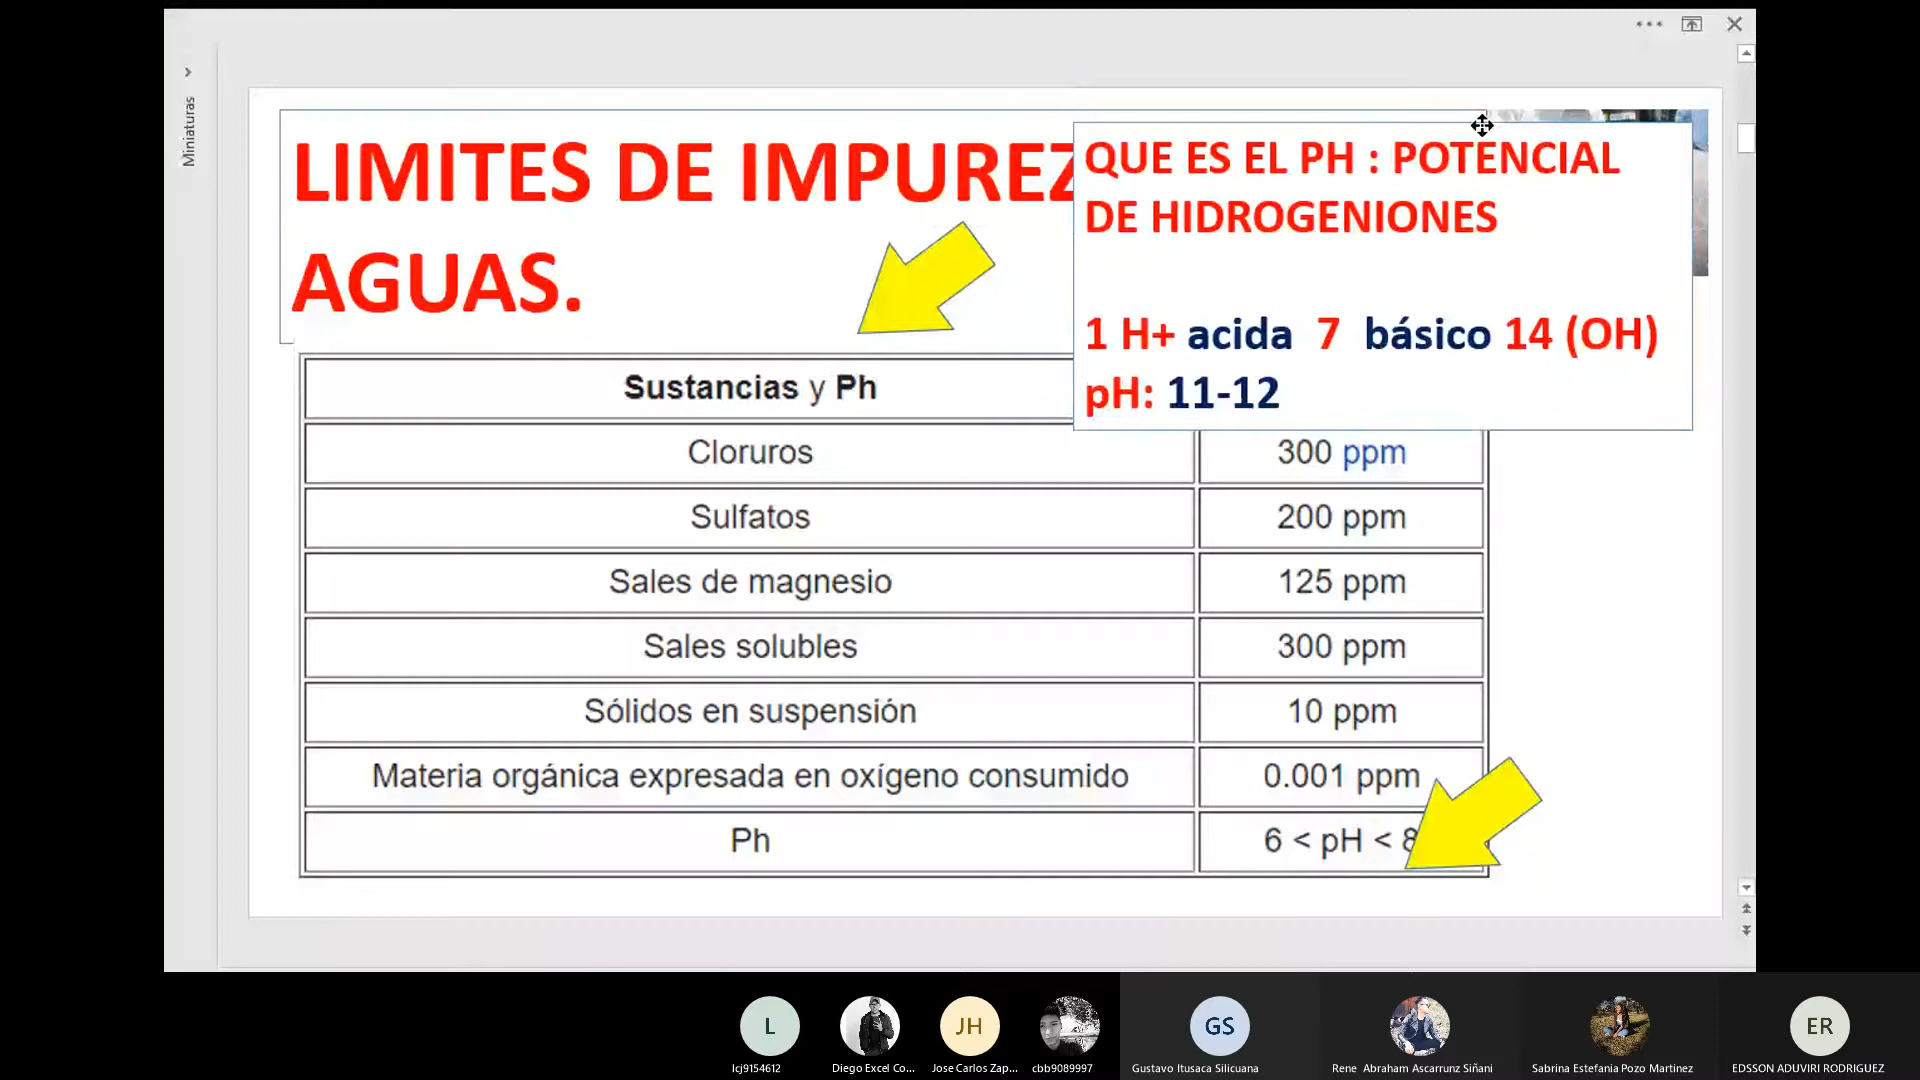 Miniaturas
LIMITES DE IMPUREZ
AGUAS.
QUE ES EL PH : POTENCIAL
DE HIDROGENIONES
1 H+ acida 7 básico 14 (OH)
pH: 11-12
Sustancias y Ph
Cloruros 300 ppm
Sulfatos 200 ppm
Sales de magnesio 125 ppm
Sales solubles 300 ppm
Sólidos en suspensión 10 ppm
Materia orgánica expresada en oxígeno consumido 0.001 ppm
Ph 6 < pH < 8
L JH GS ER
lcj9154612 Diego Excel Co... Jose Carlos Zap... cbb9089997 Gustavo Itusaca Silicuana Rene Abraham Ascarrunz Siñani Sabrina Estefania Pozo Martinez EDSSON ADUVIRI RODRIGUEZ